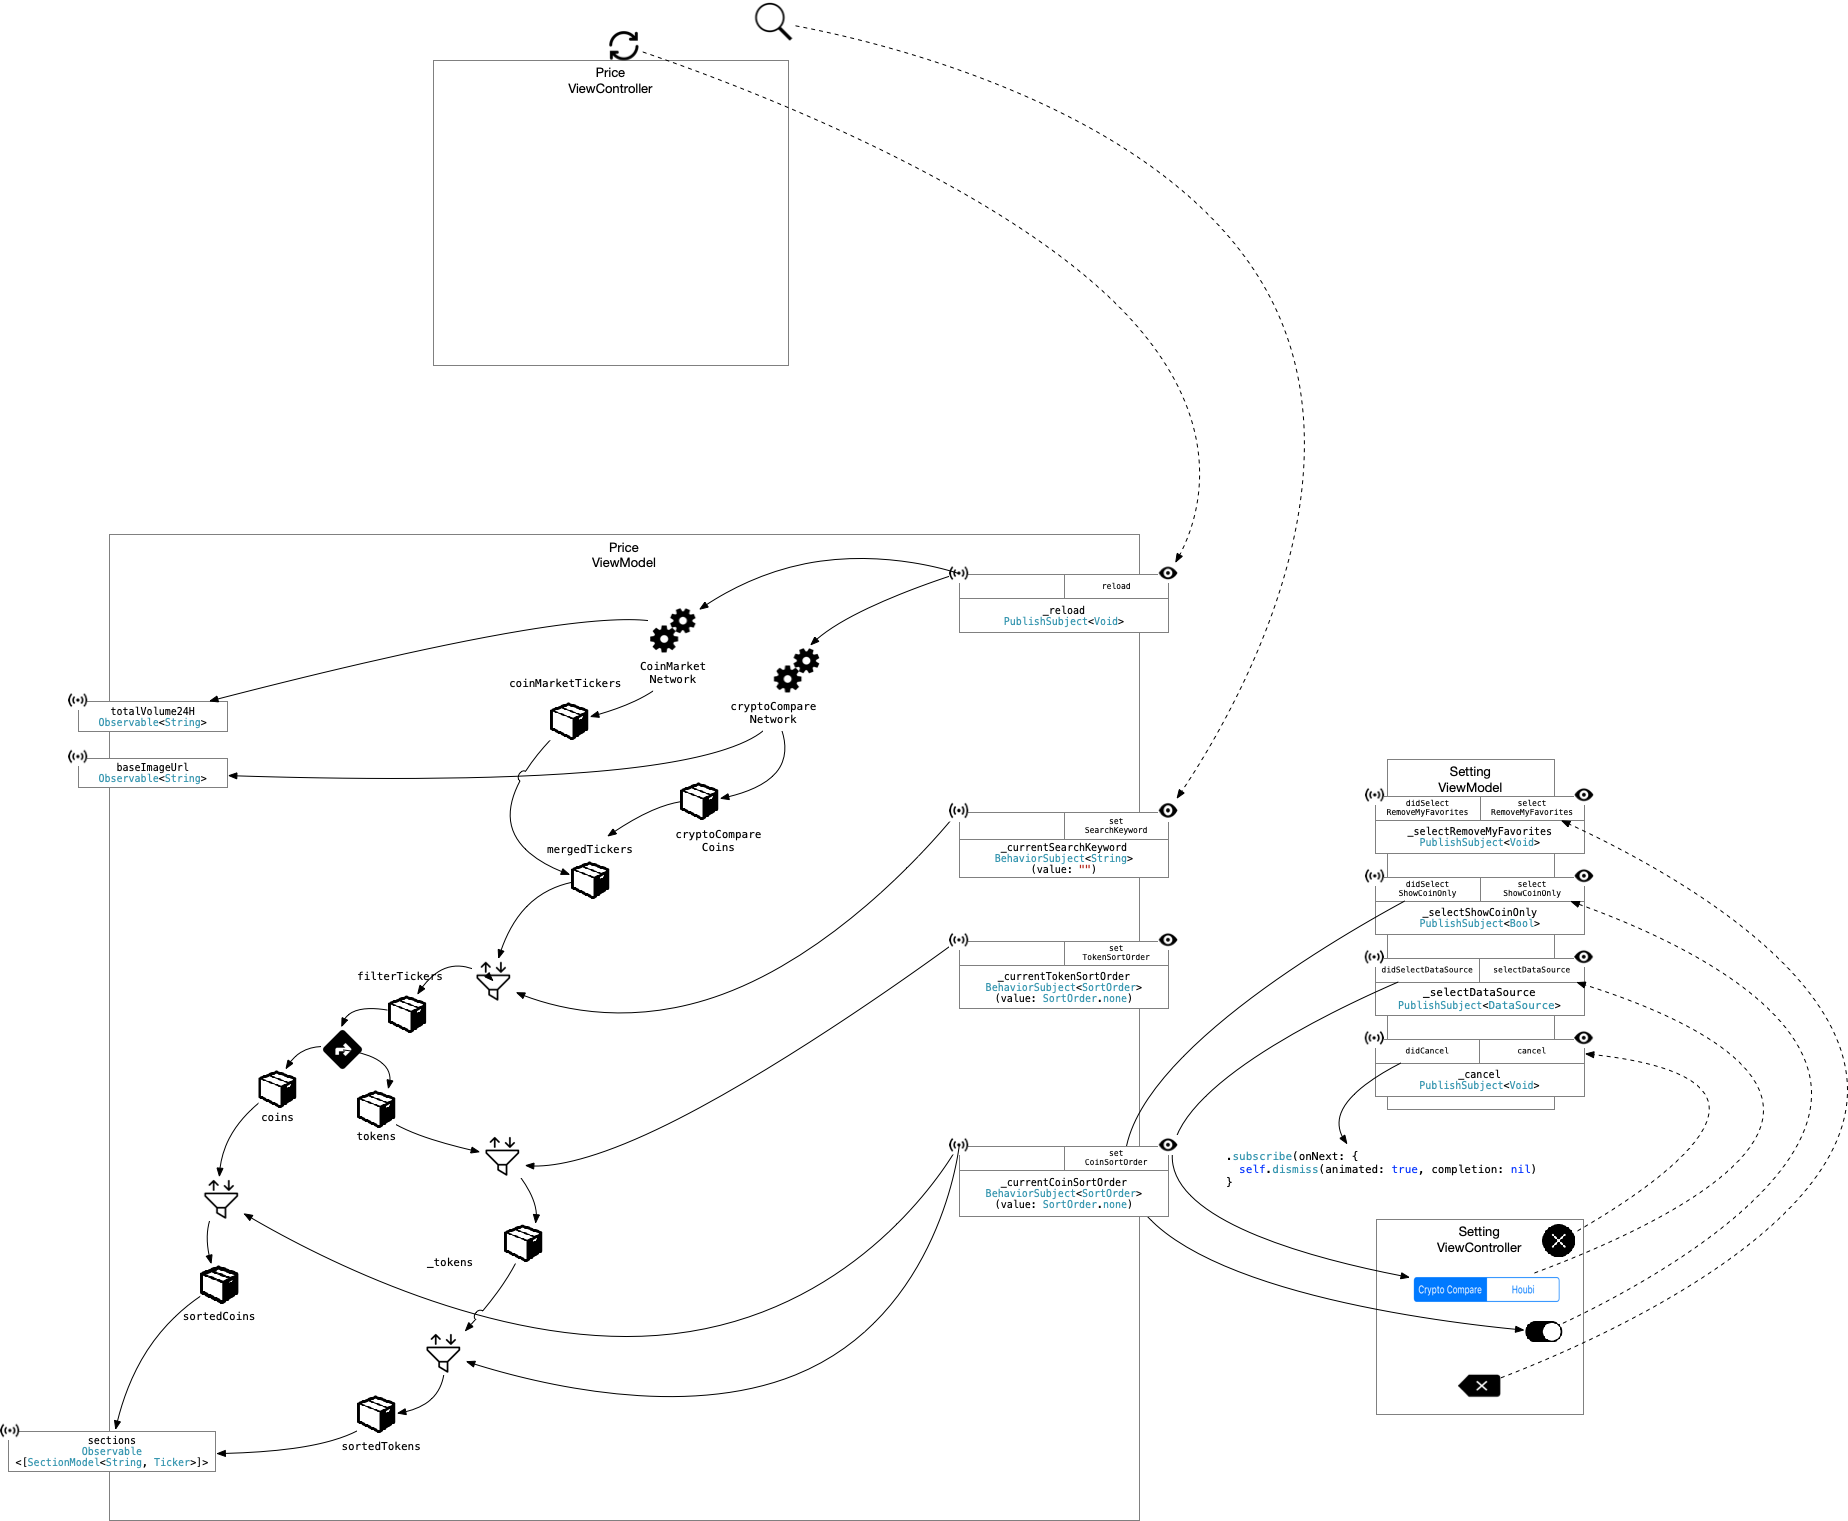 Price
ViewController
Price
ViewModel
reload
_reload
PublishSubject<Void>
CoinMarket
Network
coinMarketTickers
cryptoCompare
Network
totalVolume24H
Observable<String>
baseImageUrl
Observable<String>
cryptoCompare
Coins
mergedTickers
set
SearchKeyword
_currentSearchKeyword
BehaviorSubject<String>
(value: "")
filterTickers
set
TokenSortOrder
_currentTokenSortOrder
BehaviorSubject<SortOrder>
(value: SortOrder.none)
coins
tokens
set
CoinSortOrder
_currentCoinSortOrder
BehaviorSubject<SortOrder>
(value: SortOrder.none)
_tokens
sortedCoins
sortedTokens
sections
Observable
<[SectionModel<String, Ticker>]>
Setting
ViewModel
didSelect
RemoveMyFavorites
select
RemoveMyFavorites
_selectRemoveMyFavorites
PublishSubject<Void>
didSelect
ShowCoinOnly
select
ShowCoinOnly
_selectShowCoinOnly
PublishSubject<Bool>
didSelectDataSource
selectDataSource
_selectDataSource
PublishSubject<DataSource>
didCancel
cancel
_cancel
PublishSubject<Void>
.subscribe(onNext: {
self.dismiss(animated: true, completion: nil)
}
Setting
ViewController
Crypto Compare
Houbi